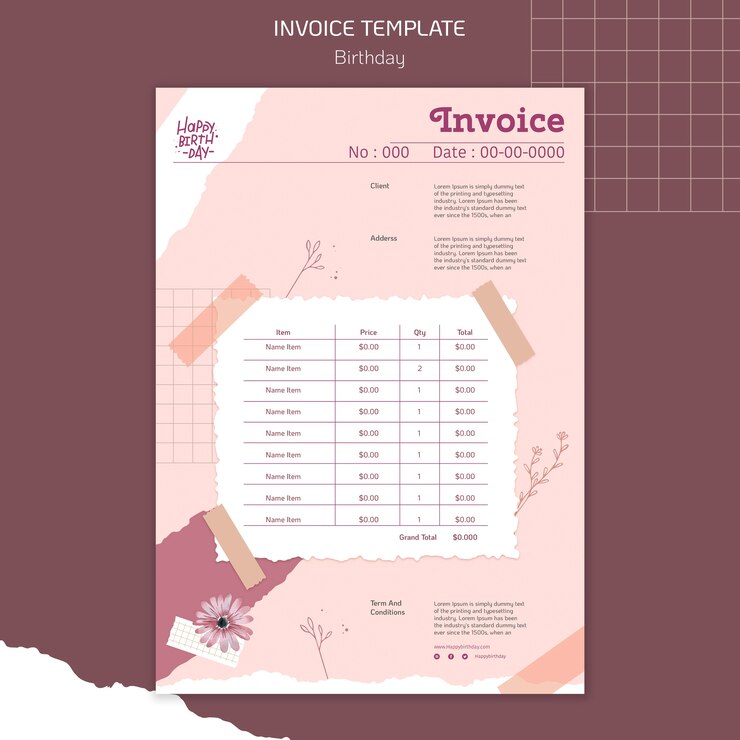 INVOICE TEMPLATE
Birthday
HAPPY
BIRTH
-DAY-
Invoice
No : 000 Date : 00-00-0000
Client
Lorem Ipsum is simply dummy text
of the printing and typesetting
industry. Lorem Ipsum has been
the industry's standard dummy text
ever since the 1500s, when an
Adderss
Lorem Ipsum is simply dummy text
of the printing and typesetting
industry. Lorem Ipsum has been
the industry's standard dummy text
ever since the 1500s, when an
Item Price Qty Total
Name Item $0.00 1 $0.00
Name Item $0.00 2 $0.00
Name Item $0.00 1 $0.00
Name Item $0.00 1 $0.00
Name Item $0.00 1 $0.00
Name Item $0.00 1 $0.00
Name Item $0.00 1 $0.00
Name Item $0.00 1 $0.00
Name Item $0.00 1 $0.00
Grand Total $0.000
Term And
Conditions
Lorem Ipsum is simply dummy text
of the printing and typesetting
industry. Lorem Ipsum has been
the industry's standard dummy text
ever since the 1500s, when an
www.Happybirthday.com
Happybirthday